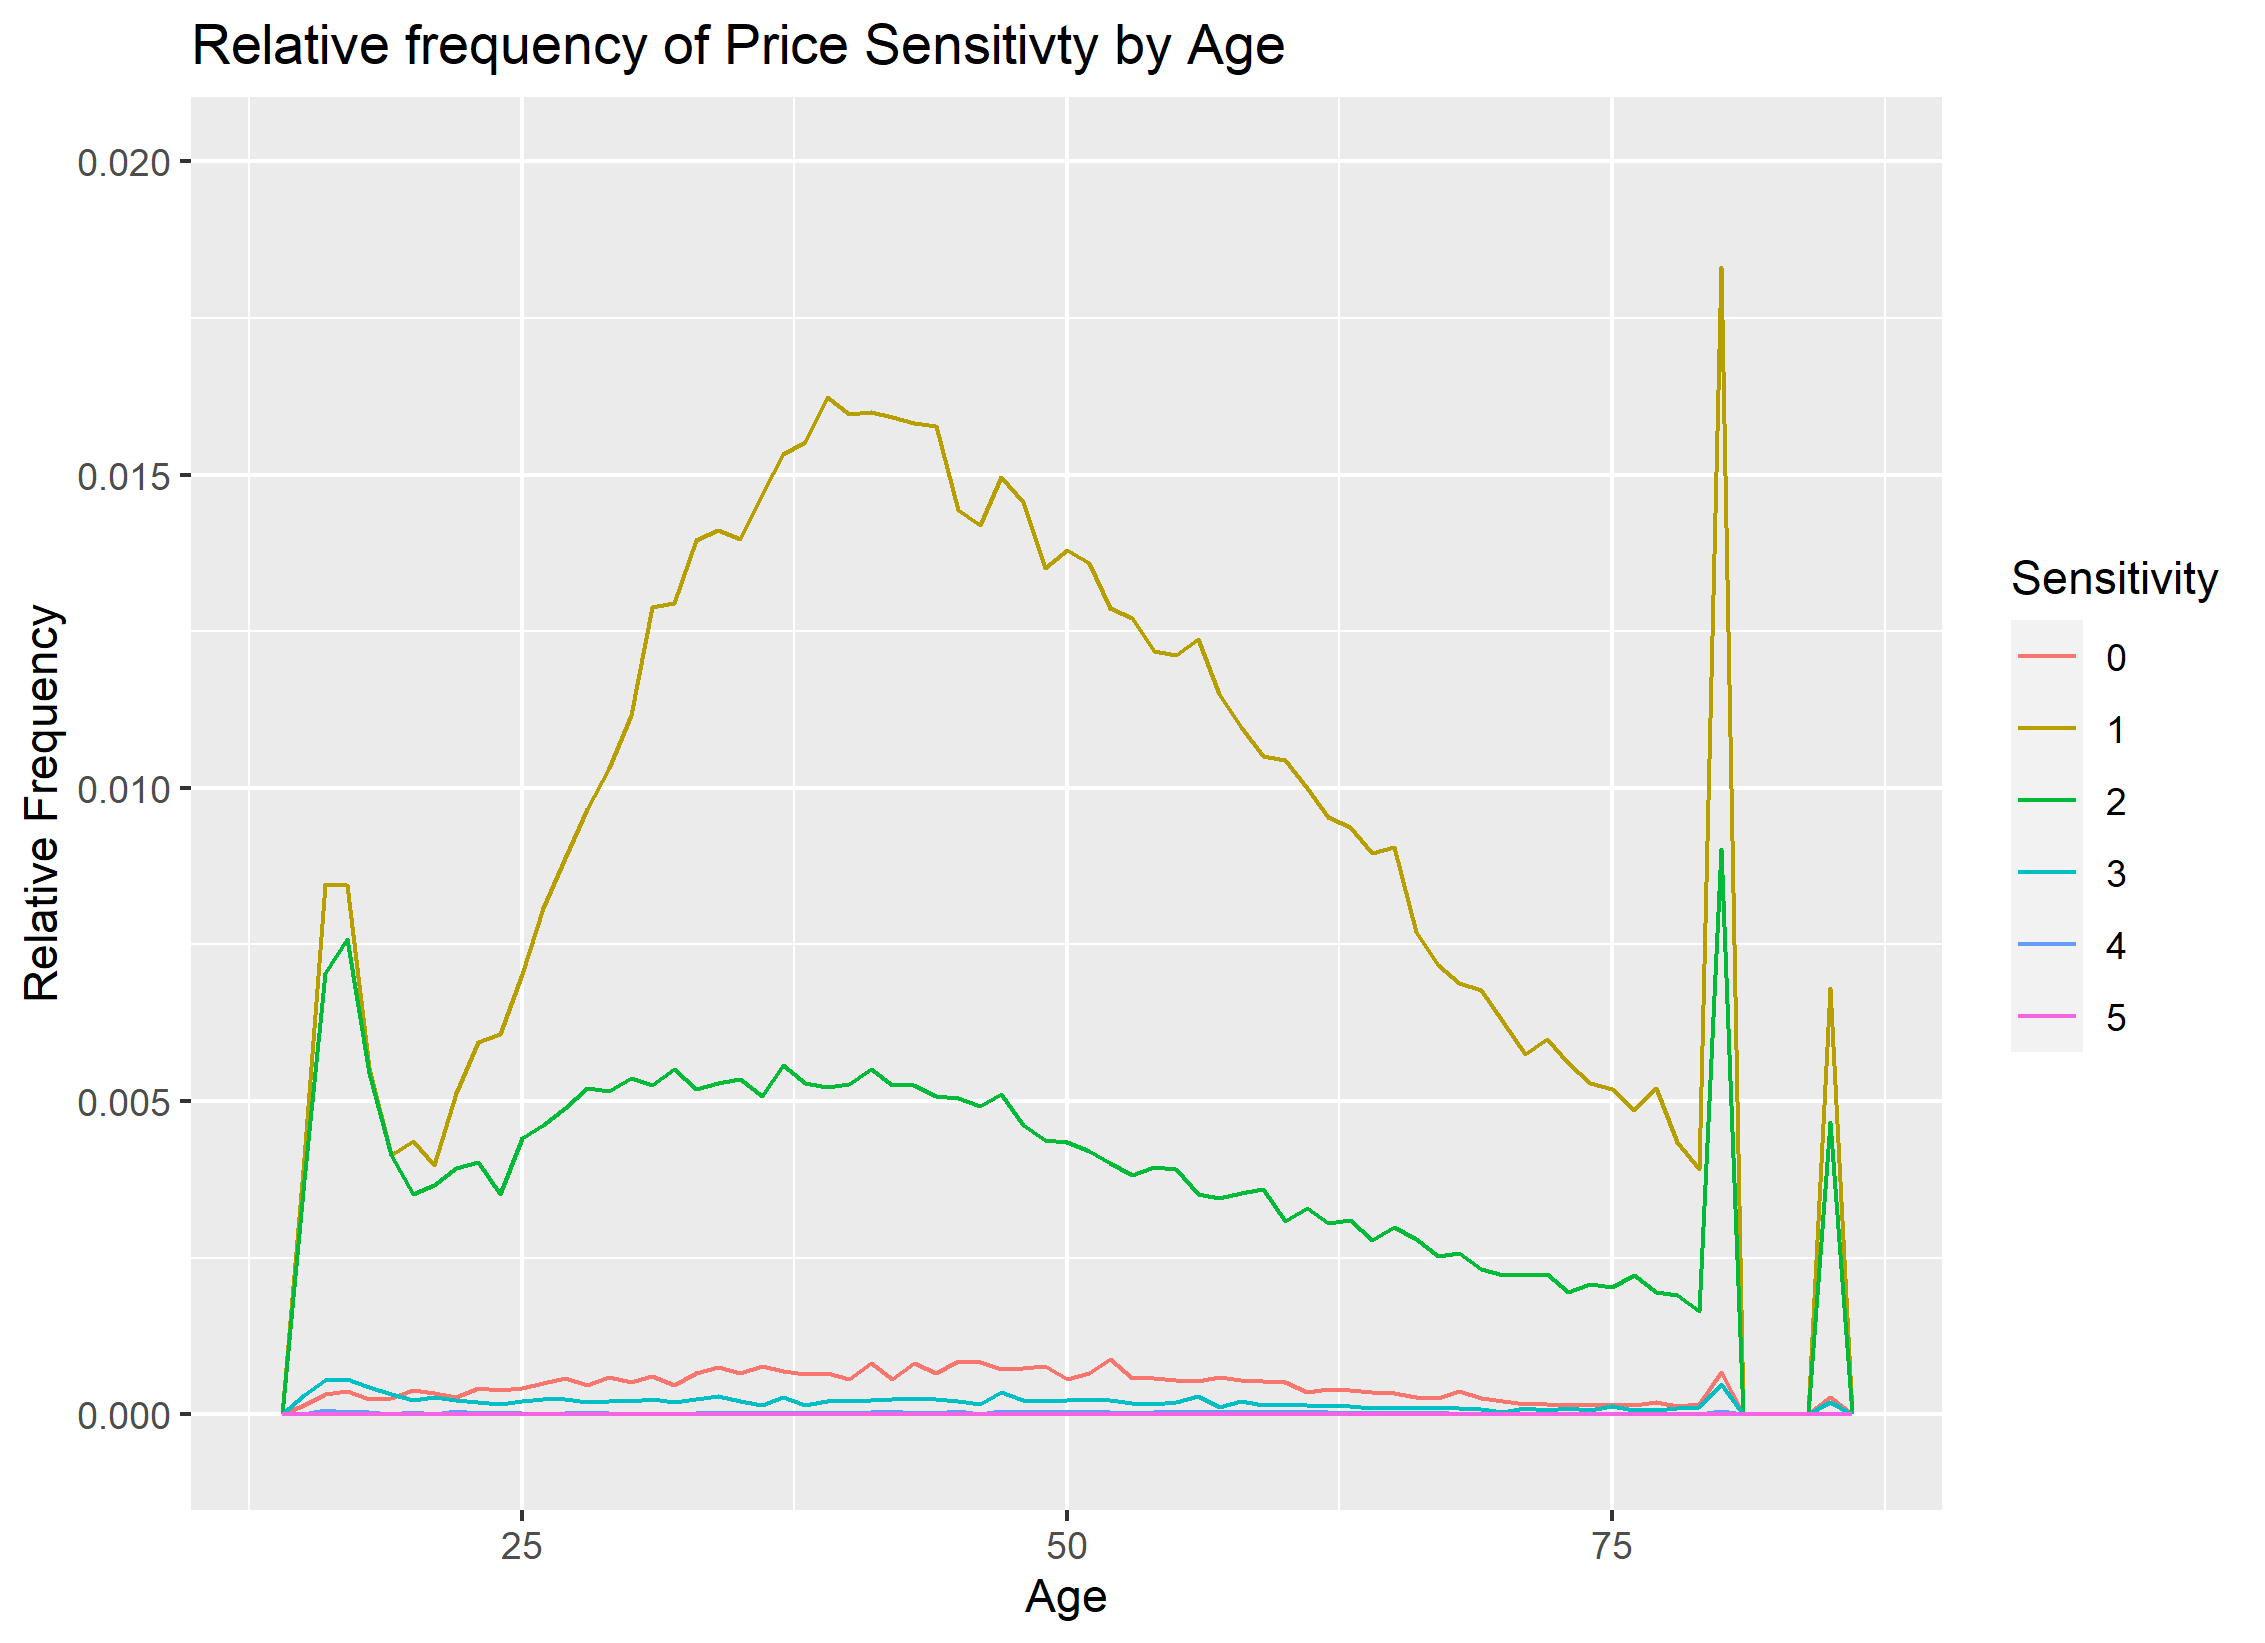 Relative frequency of Price Sensitivty by Age
0.020
0.015
0.010
0.005
0.000
Relative Frequency
25 50 75
Age
Sensitivity
0
1
2
3
4
5